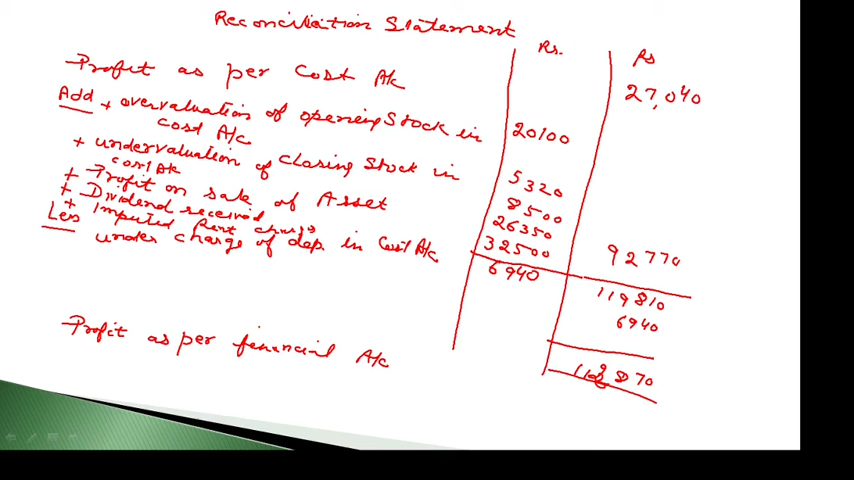 Reconciliation Statement
Rs. Rs
Profit as per Cost A/c 27,040
Add + overvaluation of opening Stock in
cost A/c 20100
+ undervaluation of Closing Stock in
cost A/c 5320
+ Profit on sale of Asset 8500
+ Dividend received 26350
+ Imputed Rent charge 32500 92770
Less under charge of dep. in Cost A/c 6940
119810
6940
Profit as per financial A/c 112870